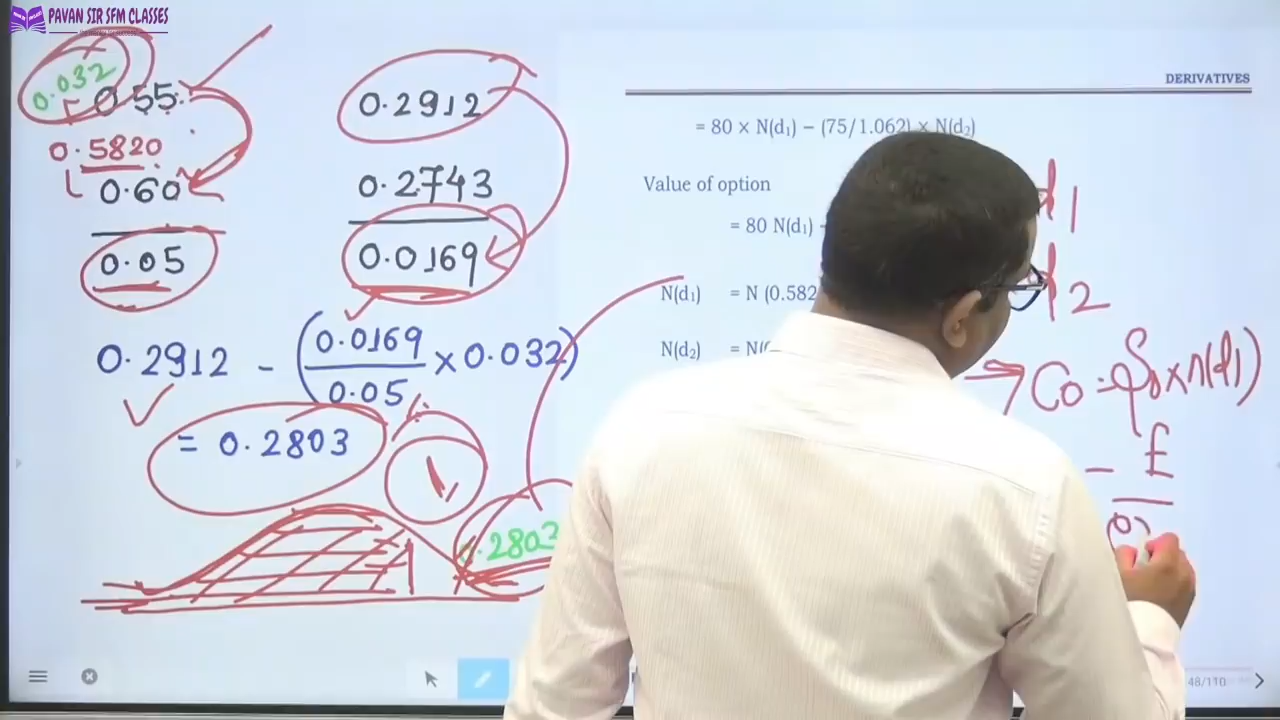 PAVAN SIR SFM CLASSES
0.032
0.55
0.5820
0.60
0.05
0.2912
0.2743
0.0169
0.2912 - (0.0169/0.05 × 0.032)
= 0.2803
0.2803
DERIVATIVES
= 80 × N(d₁) − (75/1.062) × N(d₂)
Value of option
= 80 N(d₁)
N(d₁) = N (0.582
N(d₂) = N(
d1
d2
C0 = S0 × N(d1)
- E
48/110